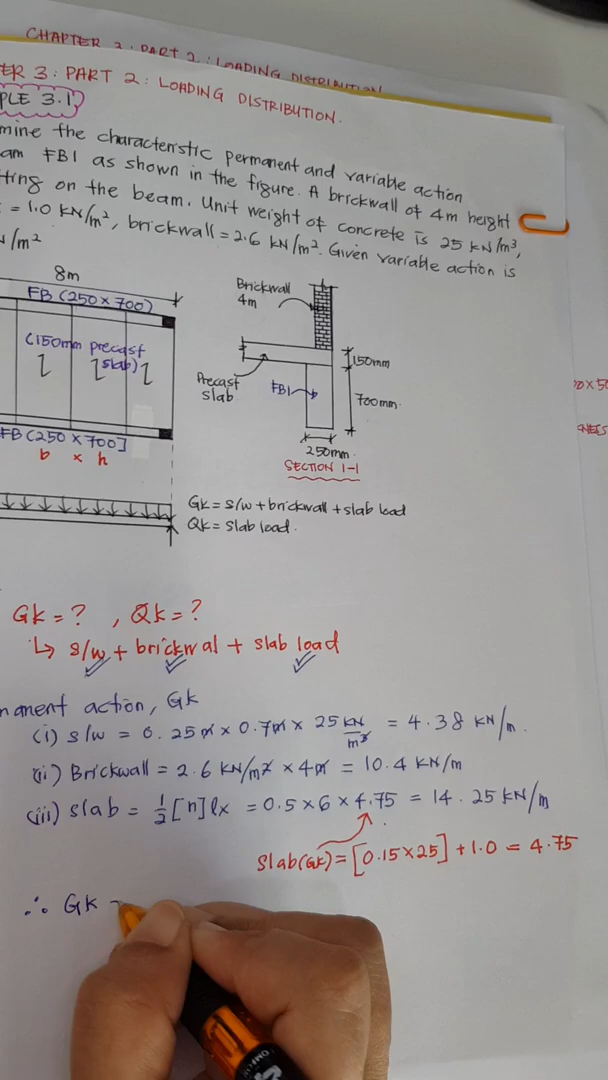 CHAPTER 3: PART 2: LOADING DISTRIBUTION
TER 3: PART 2: LOADING DISTRIBUTION.
PLE 3.1
mine the characteristic permanent and variable action
am FB1 as shown in the figure. A brickwall of 4m height
ting on the beam. Unit weight of concrete is 25 kN/m³,
= 1.0 kN/m², brickwall = 2.6 kN/m². Given variable action is
N/m²
8m
FB (250 × 700)
(150mm precast
slab)
FB (250 × 700]
b × h
Brickwall
4m
150mm
Precast
slab
FB1
700mm.
250mm
SECTION 1-1
0 × 50
Gk = s/w + brickwall + slab load
Qk = slab load.
Gk = ? , Qk = ?
↳ s/w + brickwal + slab load
manent action, Gk
(i) s/w = 0.25m × 0.7m × 25 kN/m³ = 4.38 kN/m.
(ii) Brickwall = 2.6 kN/m² × 4m = 10.4 kN/m
(iii) slab = 1/2 [n] lx = 0.5 × 6 × 4.75 = 14.25 kN/m
Slab(Gk) = [0.15 × 25] + 1.0 = 4.75
∴ Gk